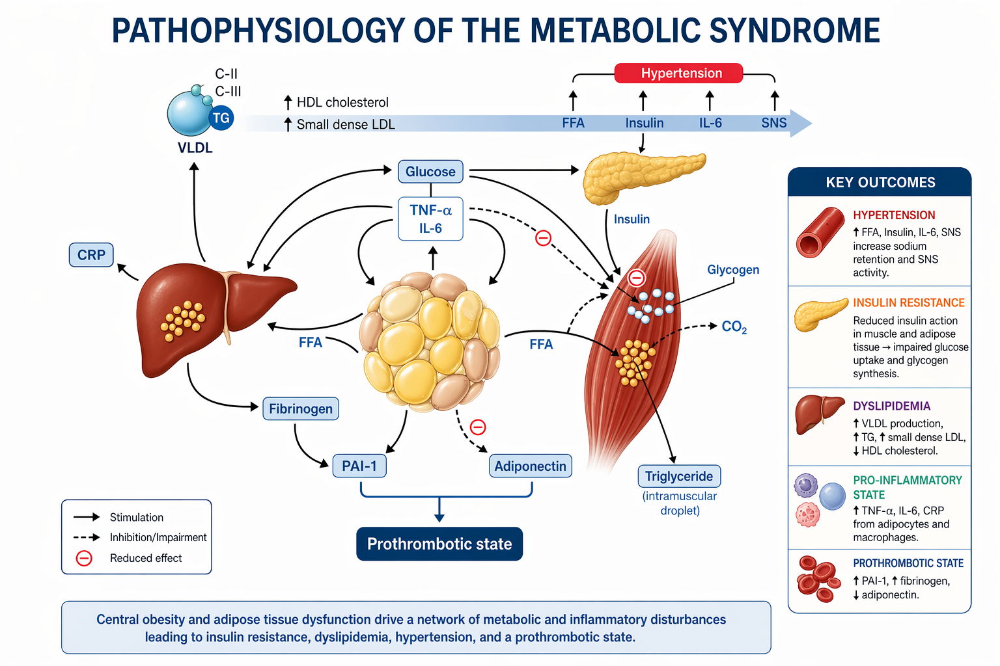 PATHOPHYSIOLOGY OF THE METABOLIC SYNDROME
C-II
C-III
TG
VLDL
↑ HDL cholesterol
↑ Small dense LDL
Hypertension
FFA
Insulin
IL-6
SNS
Glucose
TNF-α
IL-6
Insulin
CRP
Glycogen
CO₂
FFA
FFA
Fibrinogen
PAI-1
Adiponectin
Triglyceride
(intramuscular
droplet)
Prothrombotic state
Stimulation
Inhibition/Impairment
Reduced effect
KEY OUTCOMES
HYPERTENSION
↑ FFA, Insulin, IL-6, SNS
increase sodium
retention and SNS
activity.
INSULIN RESISTANCE
Reduced insulin action
in muscle and adipose
tissue → impaired glucose
uptake and glycogen
synthesis.
DYSLIPIDEMIA
↑ VLDL production,
↑ TG, ↑ small dense LDL,
↓ HDL cholesterol.
PRO-INFLAMMATORY
STATE
↑ TNF-α, IL-6, CRP
from adipocytes and
macrophages.
PROTHROMBOTIC STATE
↑ PAI-1, ↑ fibrinogen,
↓ adiponectin.
Central obesity and adipose tissue dysfunction drive a network of metabolic and inflammatory disturbances
leading to insulin resistance, dyslipidemia, hypertension, and a prothrombotic state.